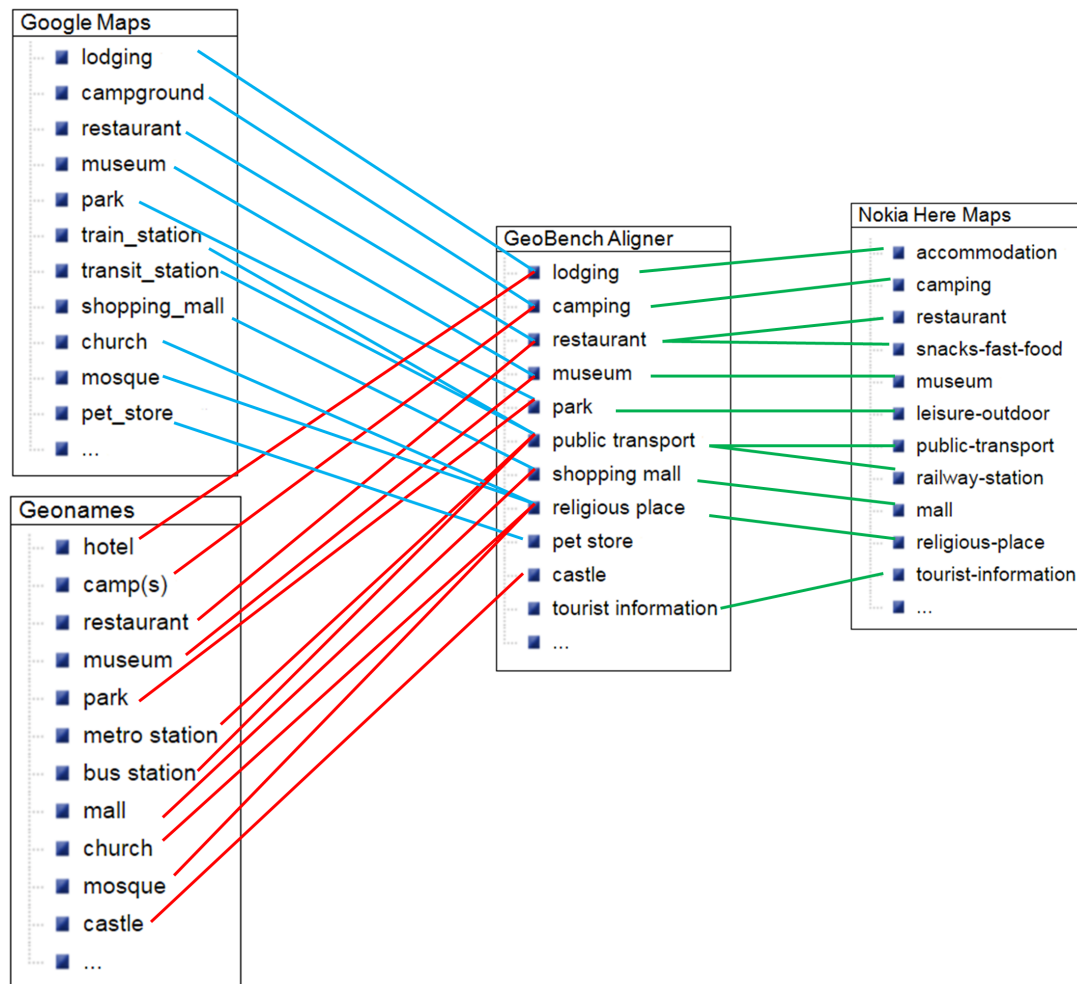 Google Maps
lodging
campground
restaurant
museum
park
train_station
transit_station
shopping_mall
church
mosque
pet_store
...
Geonames
hotel
camp(s)
restaurant
museum
park
metro station
bus station
mall
church
mosque
castle
...
GeoBench Aligner
lodging
camping
restaurant
museum
park
public transport
shopping mall
religious place
pet store
castle
tourist information
...
Nokia Here Maps
accommodation
camping
restaurant
snacks-fast-food
museum
leisure-outdoor
public-transport
railway-station
mall
religious-place
tourist-information
...